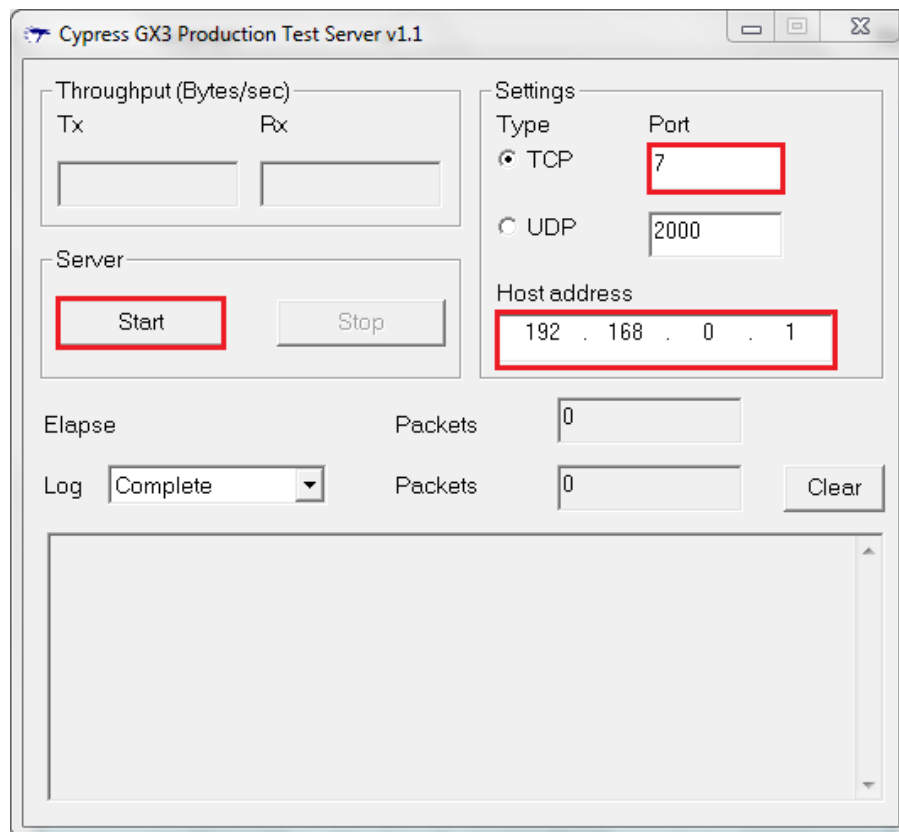 Cypress GX3 Production Test Server v1.1
Throughput (Bytes/sec)
Tx Rx
Settings
Type Port
TCP 7
UDP 2000
Server
Start Stop
Host address
192 . 168 . 0 . 1
Elapse Packets 0
Log Complete Packets 0 Clear